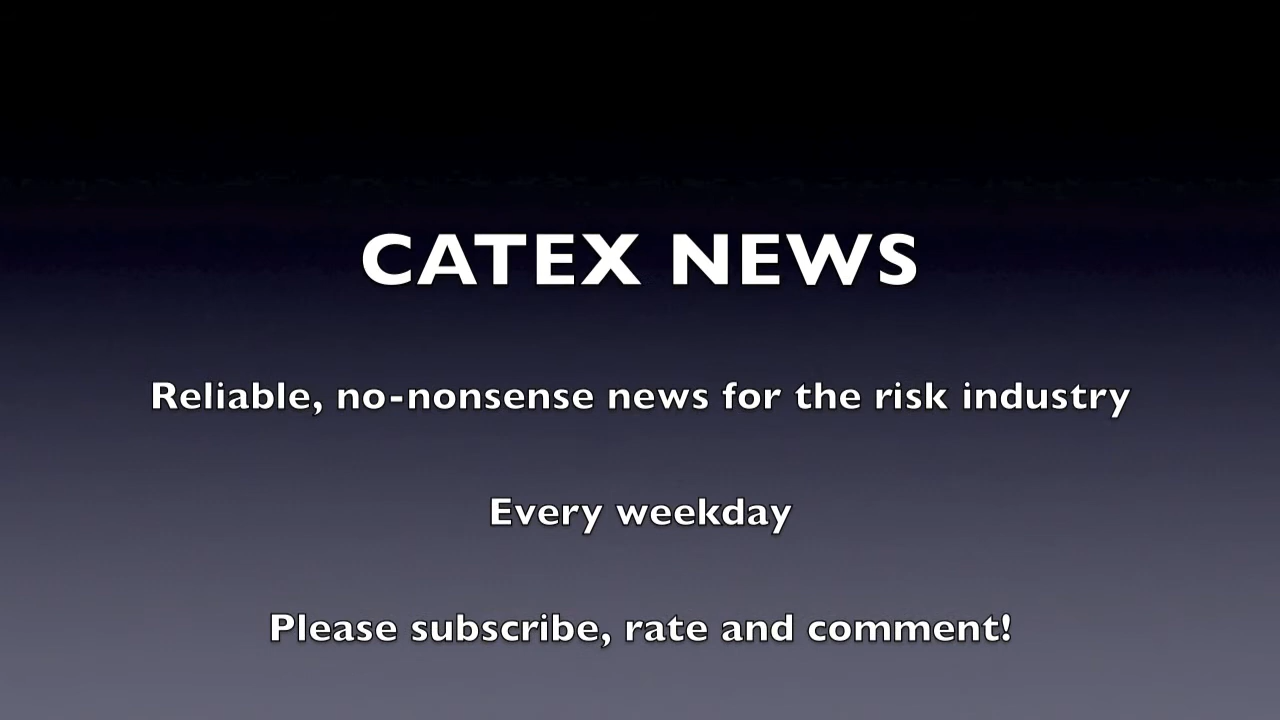 CATEX NEWS
Reliable, no-nonsense news for the risk industry
Every weekday
Please subscribe, rate and comment!